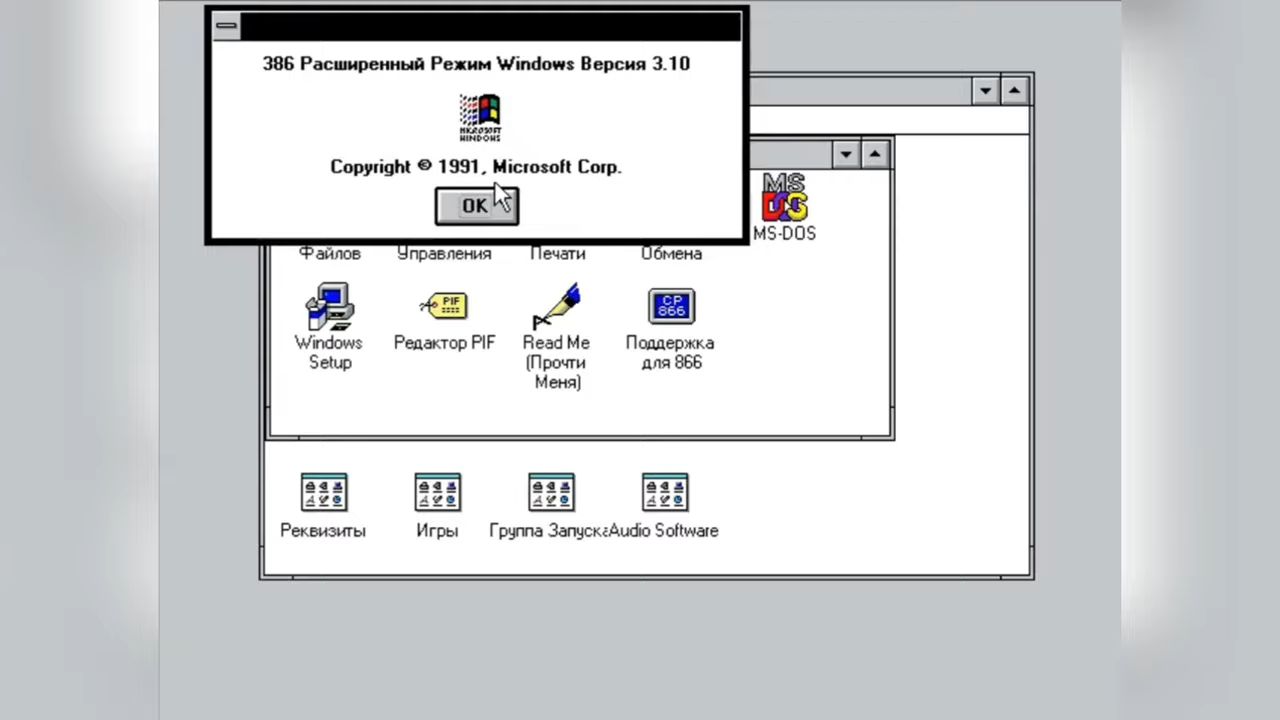 386 Расширенный Режим Windows Версия 3.10
MICROSOFT
WINDOWS
Copyright © 1991, Microsoft Corp.
OK
MS
DOS
MS-DOS
Файлов
Управления
Печати
Обмена
PIF
CP
866
Windows
Setup
Редактор PIF
Read Me
(Прочти
Меня)
Поддержка
для 866
Реквизиты
Игры
Группа Запуска
Audio Software